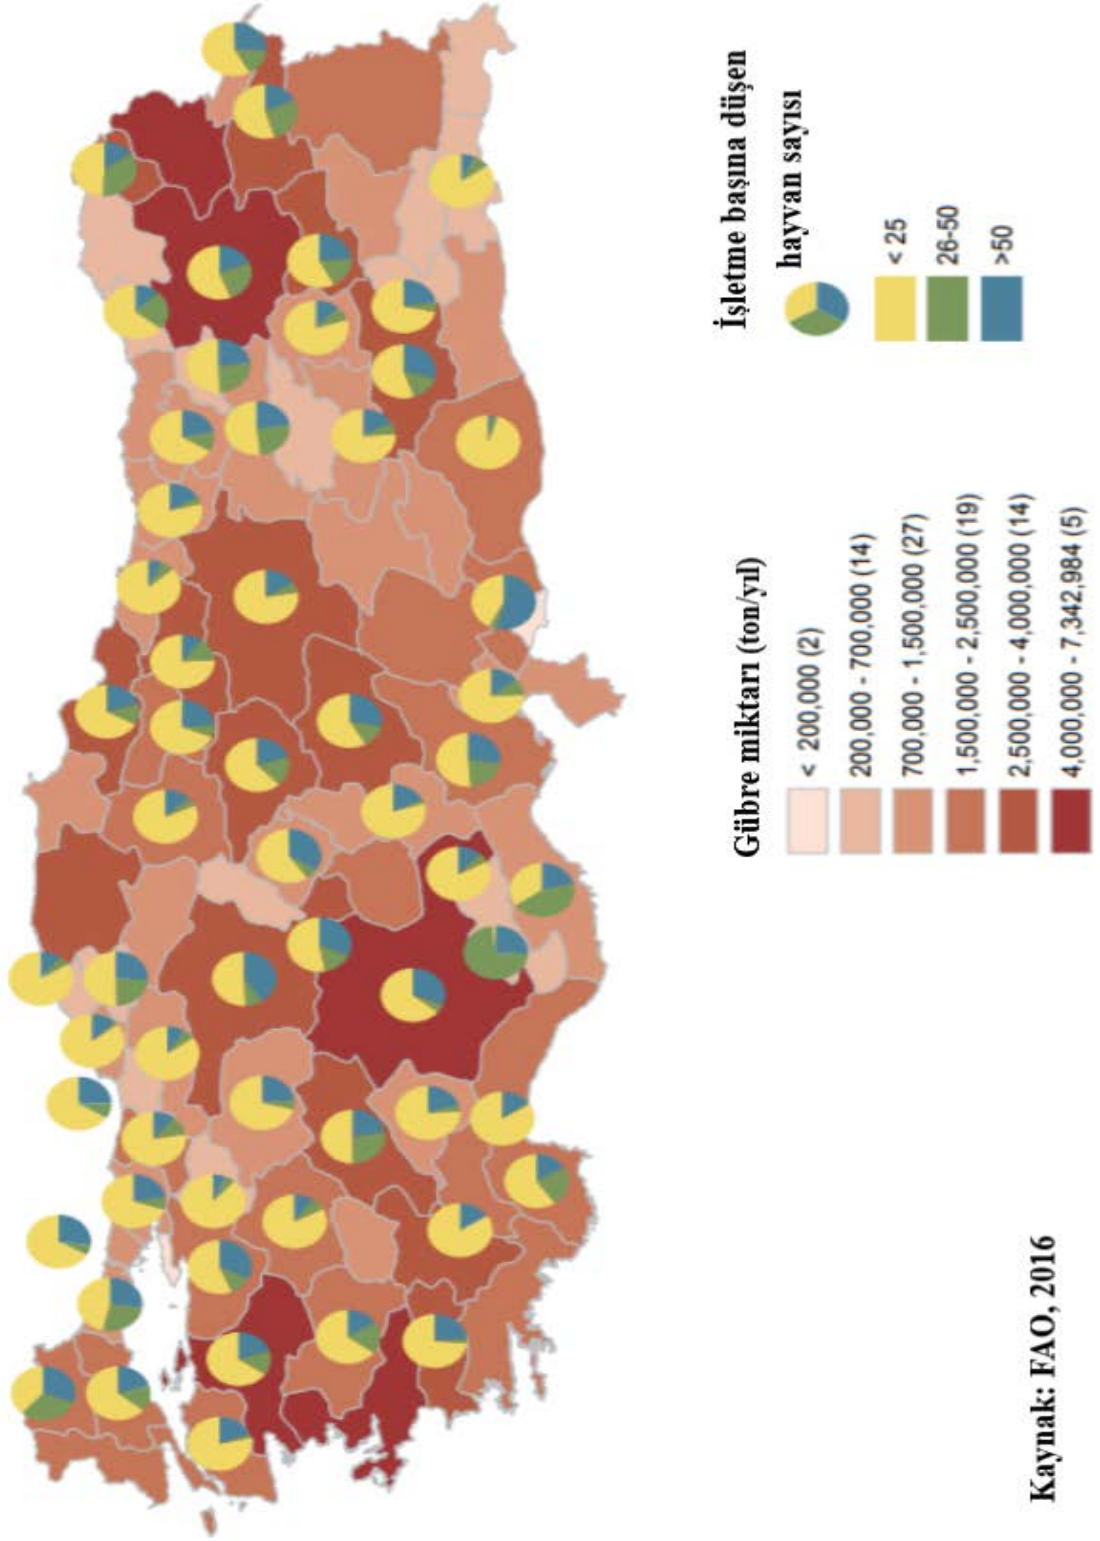 Gübre miktarı (ton/yıl)
< 200,000 (2)
200,000 - 700,000 (14)
700,000 - 1,500,000 (27)
1,500,000 - 2,500,000 (19)
2,500,000 - 4,000,000 (14)
4,000,000 - 7,342,984 (5)
İşletme başına düşen
hayvan sayısı
< 25
26-50
>50
Kaynak: FAO, 2016